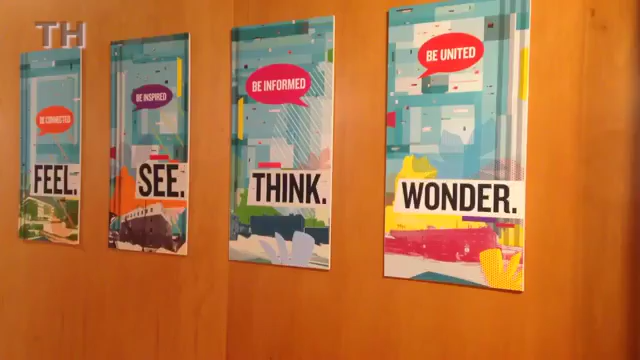 TH
BE CONNECTED
FEEL.
BE INSPIRED
SEE.
BE INFORMED
THINK.
BE UNITED
WONDER.